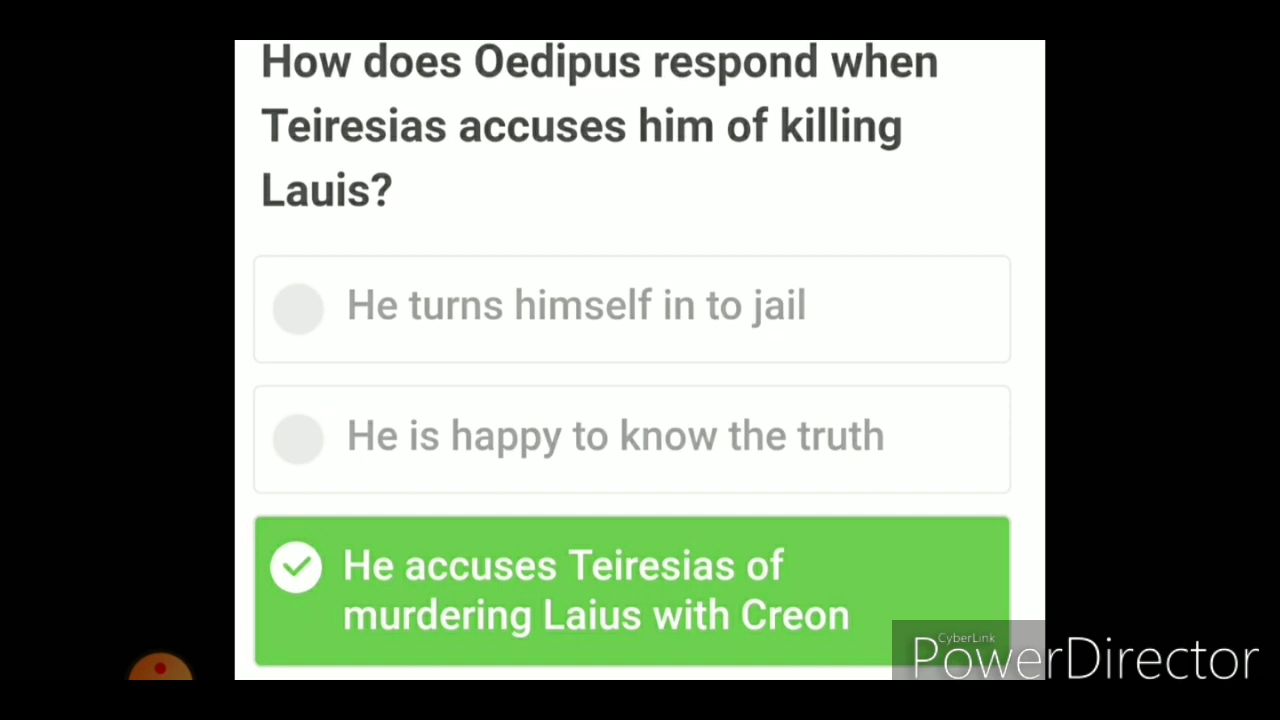 How does Oedipus respond when
Teiresias accuses him of killing
Lauis?
He turns himself in to jail
He is happy to know the truth
He accuses Teiresias of
murdering Laius with Creon
CyberLink
PowerDirector